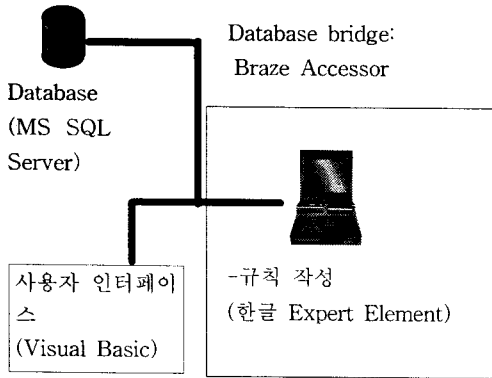 Database bridge:
Braze Accessor
Database
(MS SQL
Server)
사용자 인터페이
스
(Visual Basic)
-규칙 작성
(한글 Expert Element)